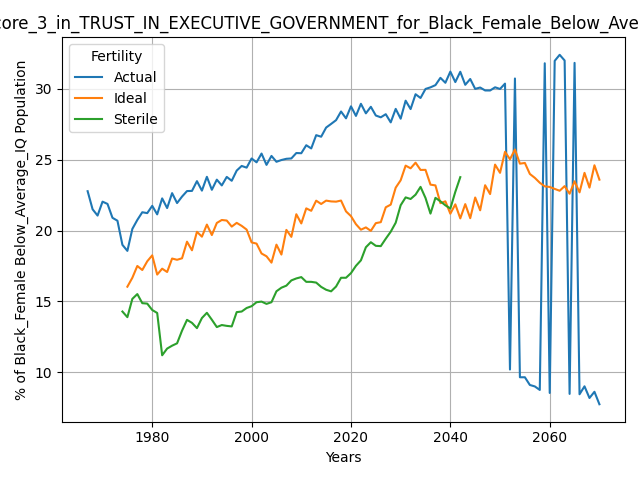 core_3_in_TRUST_IN_EXECUTIVE_GOVERNMENT_for_Black_Female_Below_Ave
Fertility
Actual
Ideal
Sterile
% of Black_Female Below_Average_IQ Population
30
25
20
15
10
1980
2000
2020
2040
2060
Years